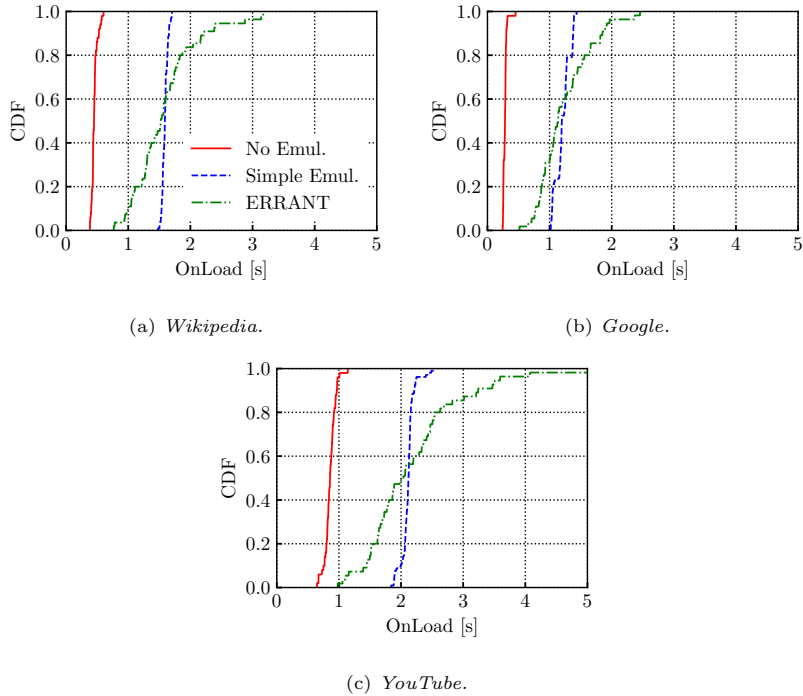 1.0
0.8
0.6
0.4
0.2
0.0
CDF
0 1 2 3 4 5
OnLoad [s]
No Emul.
Simple Emul.
ERRANT
(a) Wikipedia.
1.0
0.8
0.6
0.4
0.2
0.0
CDF
0 1 2 3 4 5
OnLoad [s]
(b) Google.
1.0
0.8
0.6
0.4
0.2
0.0
CDF
0 1 2 3 4 5
OnLoad [s]
(c) YouTube.